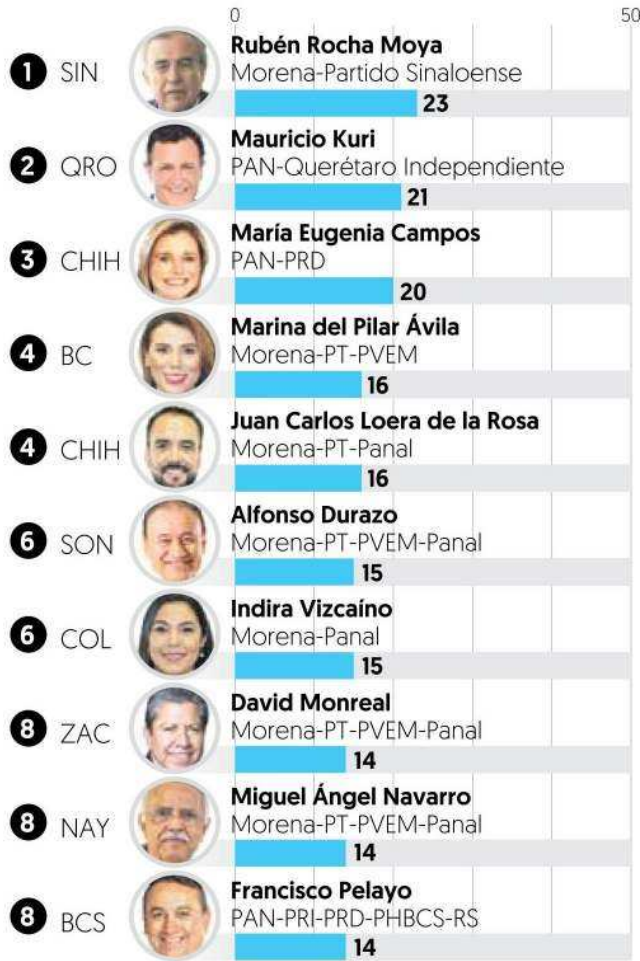 0 50
1 SIN Rubén Rocha Moya
Morena-Partido Sinaloense
23
2 QRO Mauricio Kuri
PAN-Querétaro Independiente
21
3 CHIH María Eugenia Campos
PAN-PRD
20
4 BC Marina del Pilar Ávila
Morena-PT-PVEM
16
4 CHIH Juan Carlos Loera de la Rosa
Morena-PT-Panal
16
6 SON Alfonso Durazo
Morena-PT-PVEM-Panal
15
6 COL Indira Vizcaíno
Morena-Panal
15
8 ZAC David Monreal
Morena-PT-PVEM-Panal
14
8 NAY Miguel Ángel Navarro
Morena-PT-PVEM-Panal
14
8 BCS Francisco Pelayo
PAN-PRI-PRD-PHBCS-RS
14